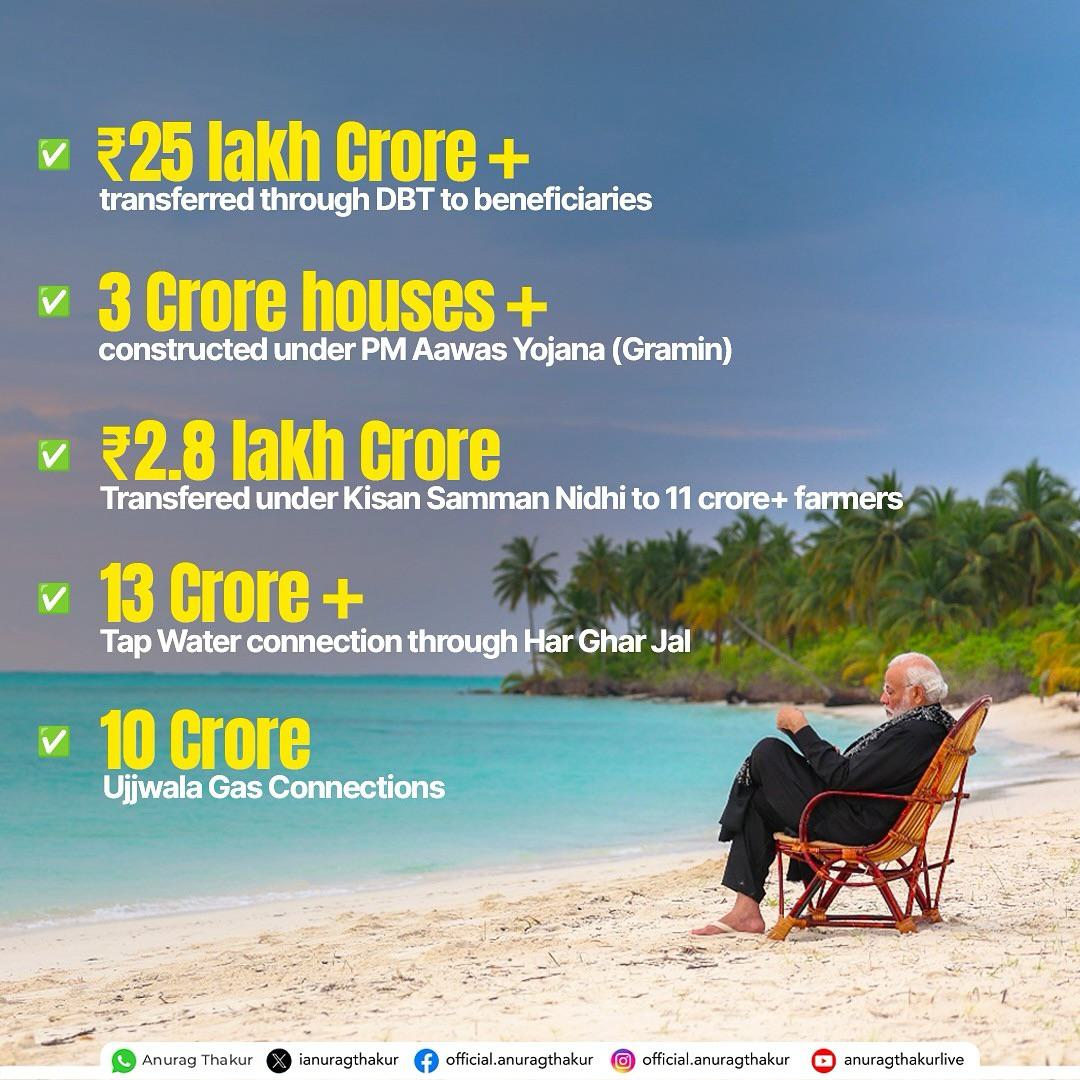 ₹25 lakh Crore +
transferred through DBT to beneficiaries
3 Crore houses +
constructed under PM Aawas Yojana (Gramin)
₹2.8 lakh Crore
Transfered under Kisan Samman Nidhi to 11 crore+ farmers
13 Crore +
Tap Water connection through Har Ghar Jal
10 Crore
Ujjwala Gas Connections
Anurag Thakur ianuragthakur official.anuragthakur official.anuragthakur anuragthakurlive